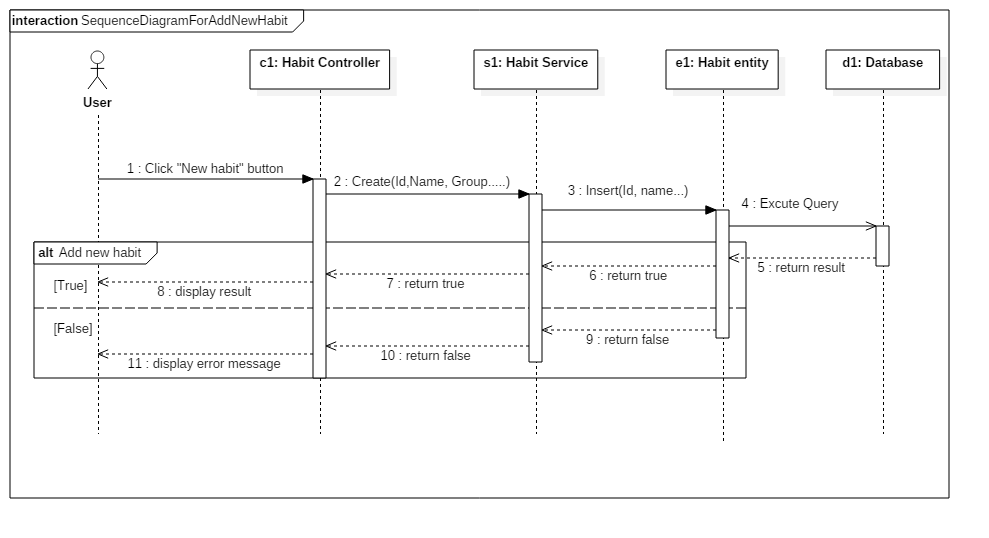 interaction SequenceDiagramForAddNewHabit
User
c1: Habit Controller
s1: Habit Service
e1: Habit entity
d1: Database
1 : Click "New habit" button
2 : Create(Id,Name, Group.....)
3 : Insert(Id, name...)
4 : Excute Query
alt Add new habit
5 : return result
6 : return true
7 : return true
[True]
8 : display result
[False]
9 : return false
10 : return false
11 : display error message